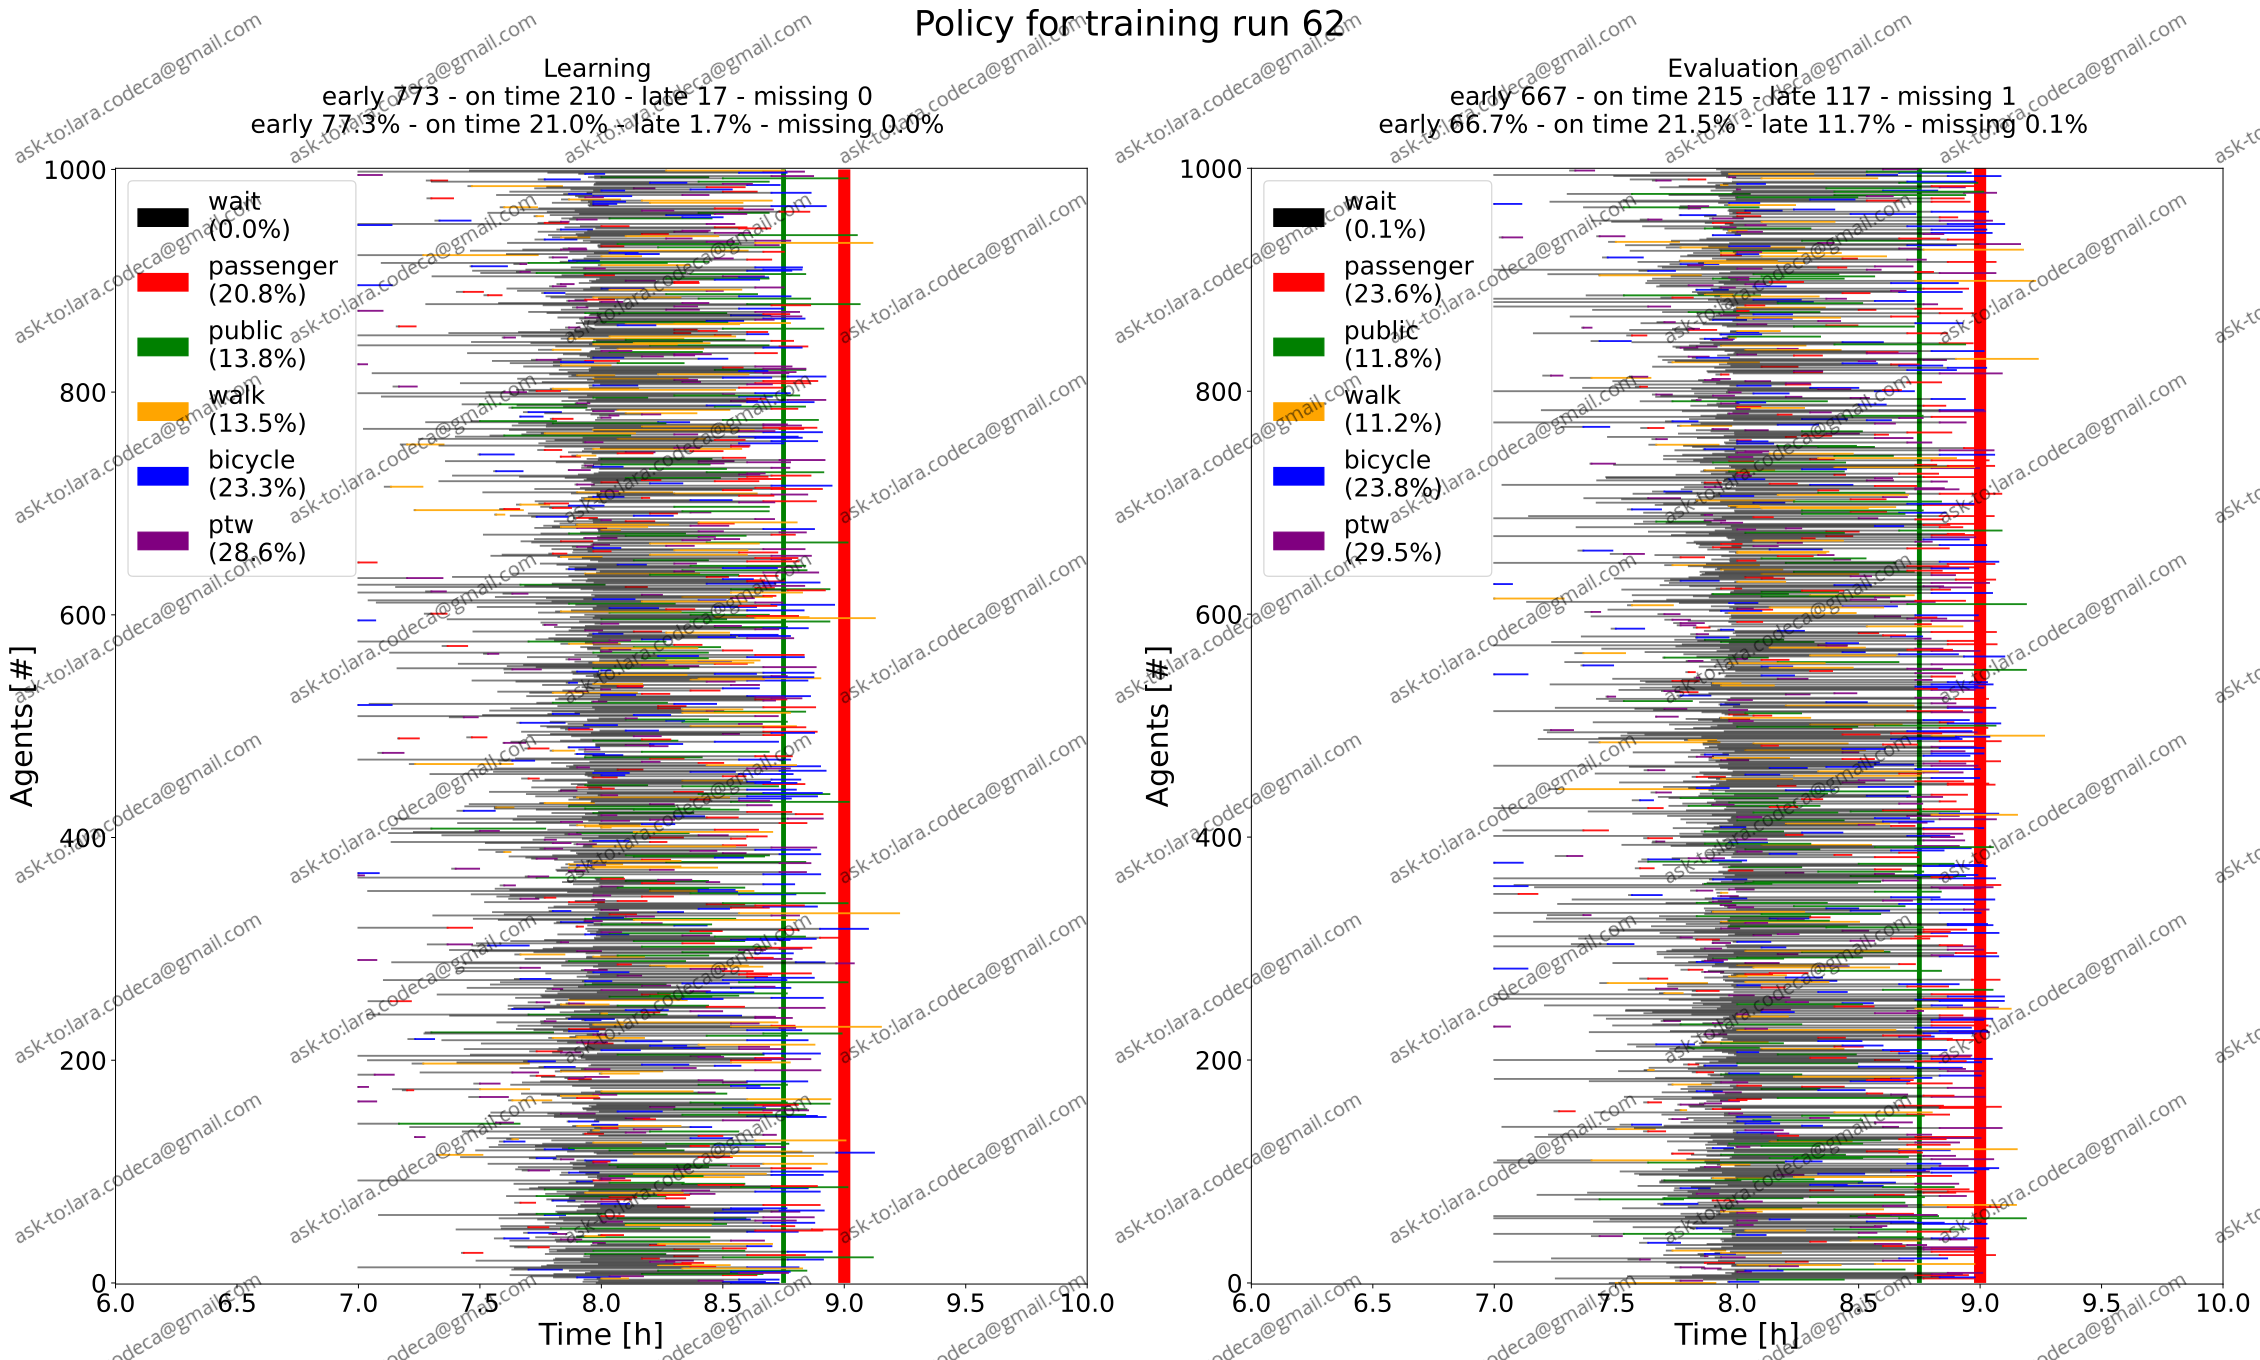 Policy for training run 62
Learning
early 773 - on time 210 - late 17 - missing 0
early 77.3% - on time 21.0% - late 1.7% - missing 0.0%
1000
800
600
400
200
0
Agents [#]
wait
(0.0%)
passenger
(20.8%)
public
(13.8%)
walk
(13.5%)
bicycle
(23.3%)
ptw
(28.6%)
6.0 6.5 7.0 7.5 8.0 8.5 9.0 9.5 10.0
Time [h]
Evaluation
early 667 - on time 215 - late 117 - missing 1
early 66.7% - on time 21.5% - late 11.7% - missing 0.1%
1000
800
600
400
200
0
Agents [#]
wait
(0.1%)
passenger
(23.6%)
public
(11.8%)
walk
(11.2%)
bicycle
(23.8%)
ptw
(29.5%)
6.0 6.5 7.0 7.5 8.0 8.5 9.0 9.5 10.0
Time [h]
ask-to:lara.codeca@gmail.com